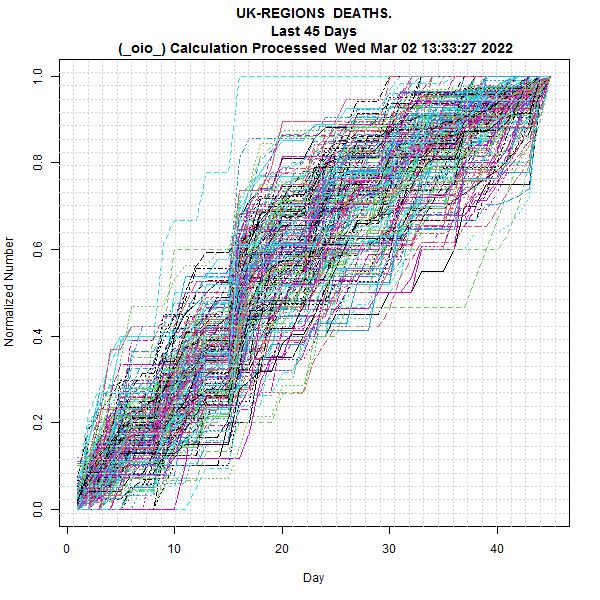 UK-REGIONS DEATHS.
Last 45 Days
(_oio_) Calculation Processed Wed Mar 02 13:33:27 2022
Normalized Number
1.0
0.8
0.6
0.4
0.2
0.0
0 10 20 30 40
Day